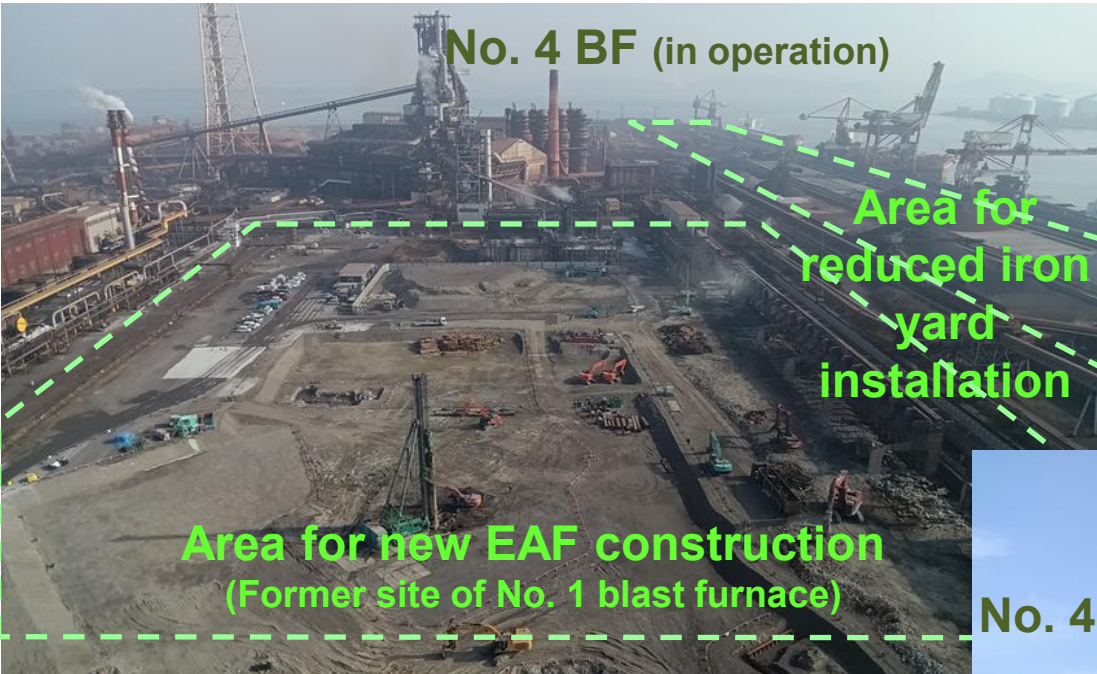 No. 4 BF (in operation)
Area for
reduced iron
yard
installation
Area for new EAF construction
(Former site of No. 1 blast furnace)
No. 4